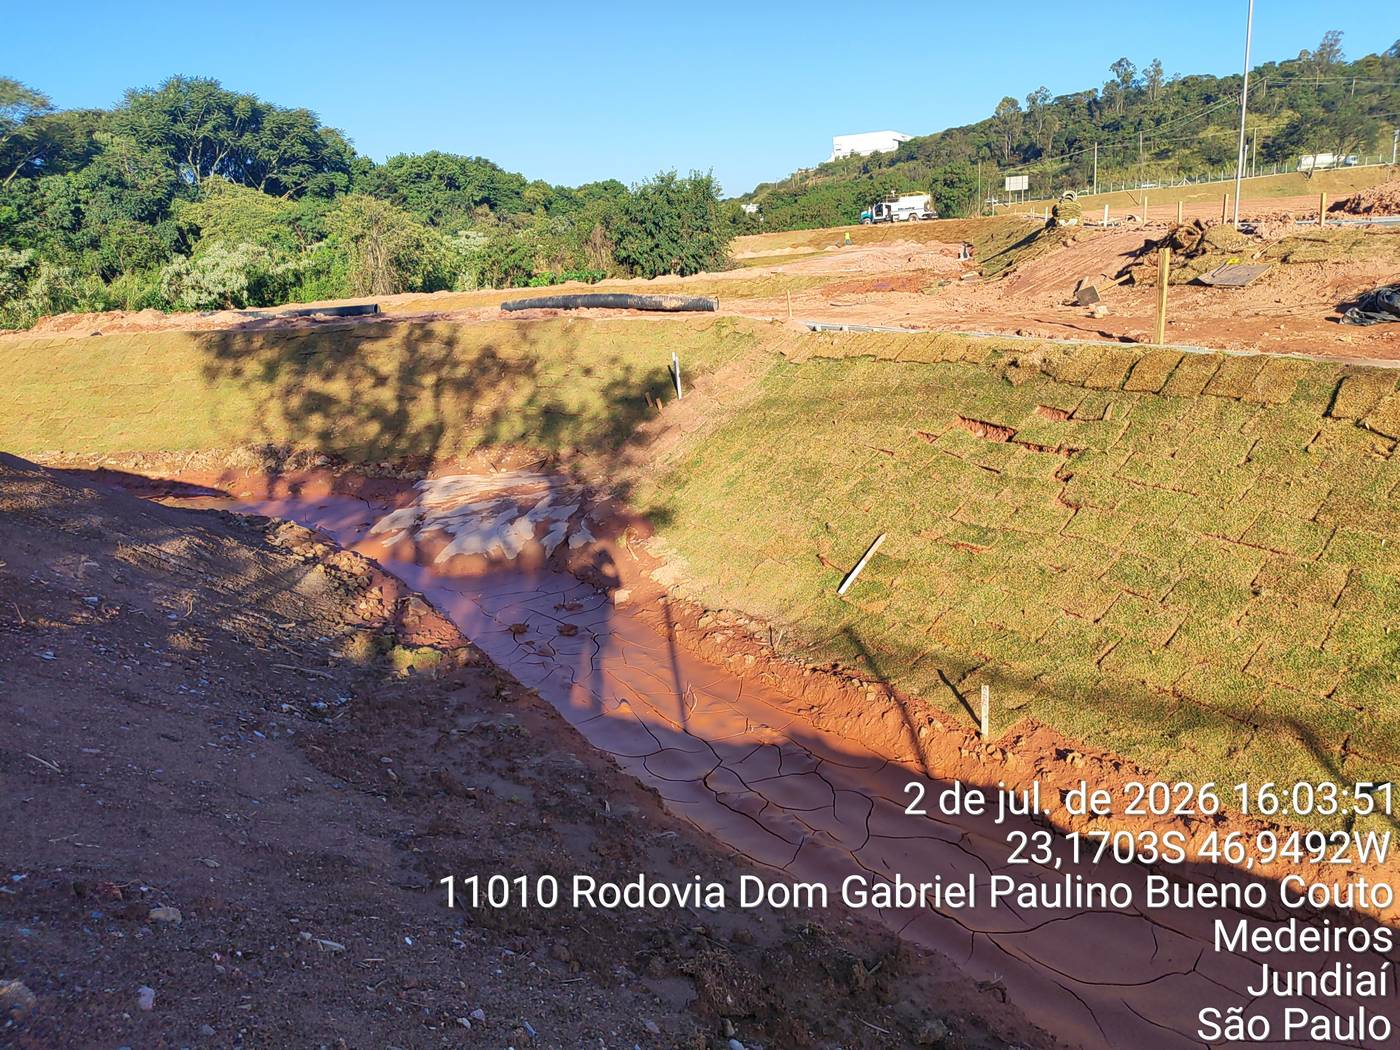 2 de jul. de 2026 16:03:51
23,1703S 46,9492W
11010 Rodovia Dom Gabriel Paulino Bueno Couto
Medeiros
Jundiaí
São Paulo